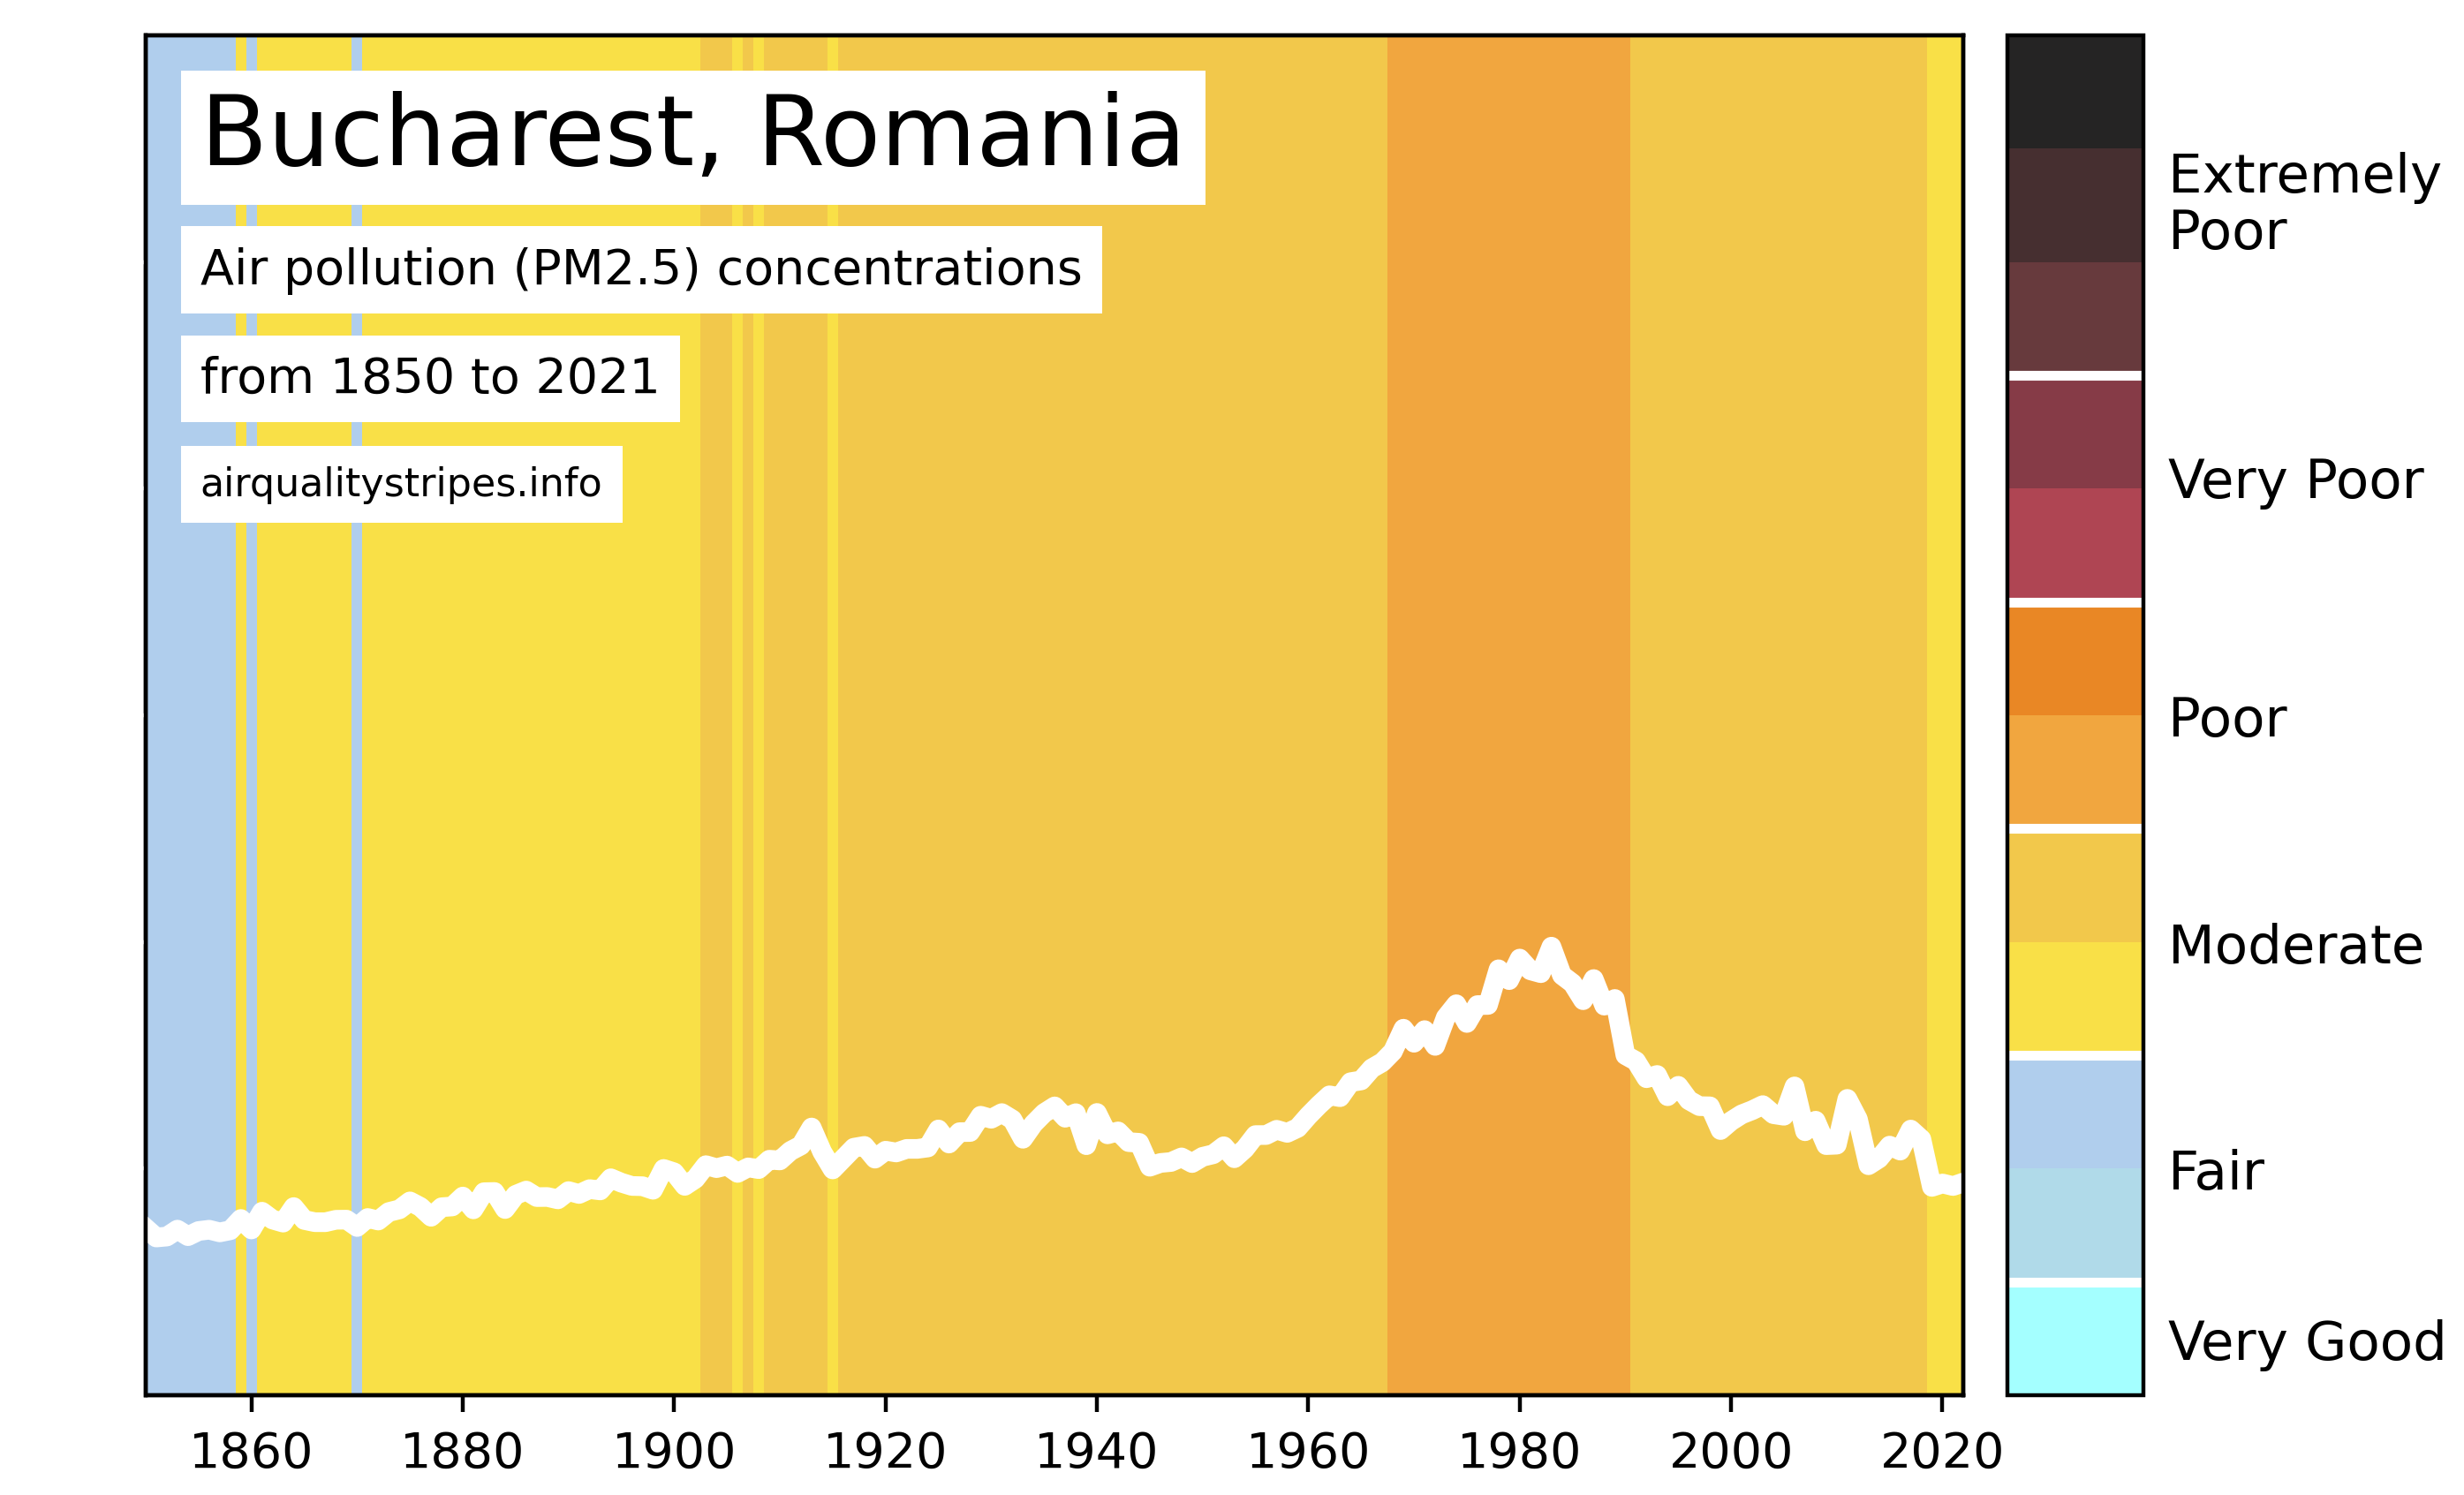 Bucharest, Romania
Air pollution (PM2.5) concentrations
from 1850 to 2021
airqualitystripes.info
Extremely
Poor
Very Poor
Poor
Moderate
Fair
Very Good
1860 1880 1900 1920 1940 1960 1980 2000 2020